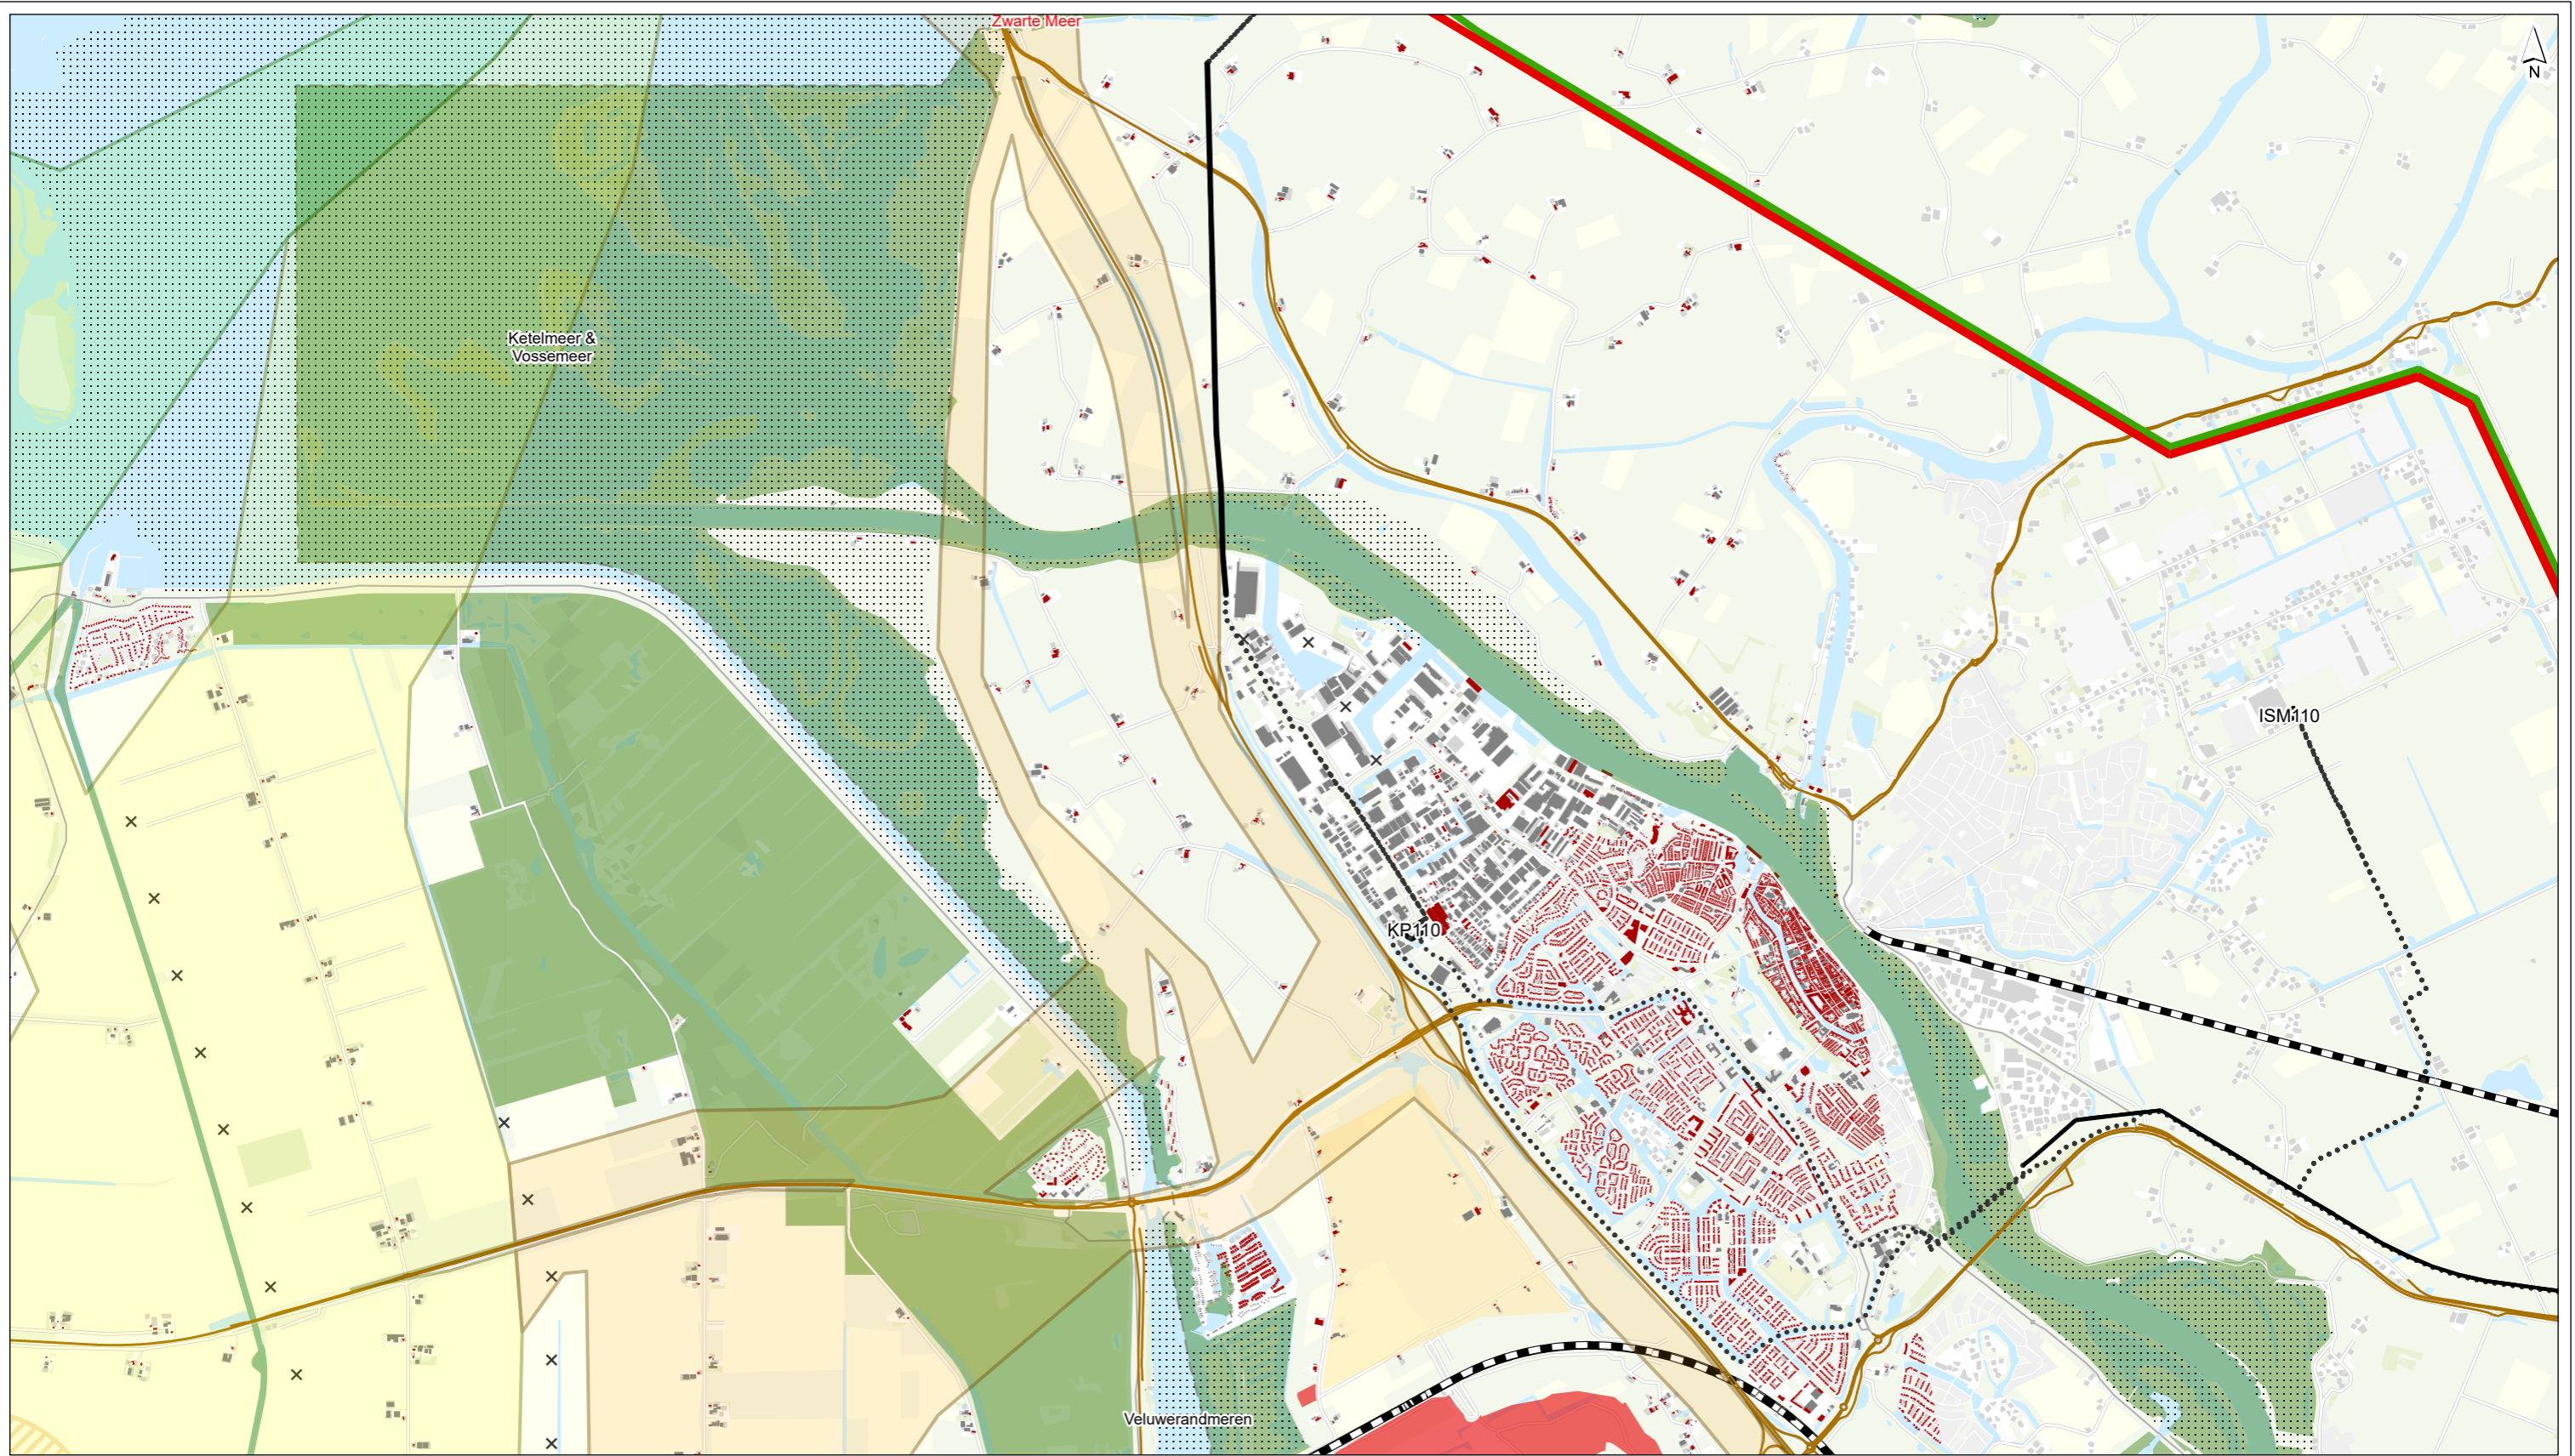 Zwarte Meer
N
Ketelmeer &
Vossemeer
ISM110
KP110
Veluwerandmeren